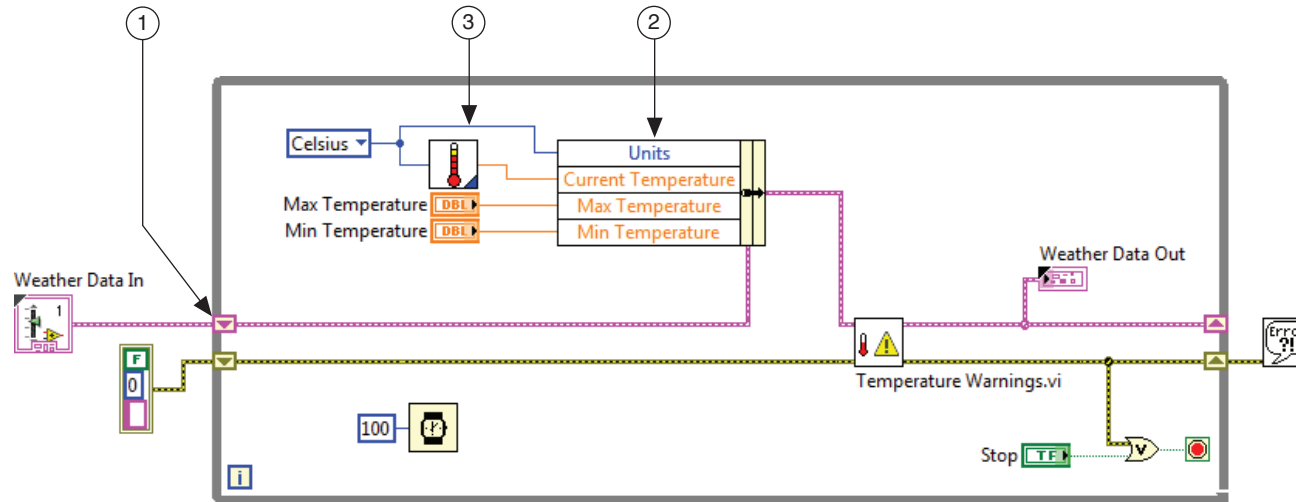 1
3
2
Celsius
Units
Current Temperature
Max Temperature
DBL
Max Temperature
Min Temperature
DBL
Min Temperature
Weather Data In
1
Weather Data Out
F
0
Temperature Warnings.vi
Erro
?!
100
Stop
TF
V
i